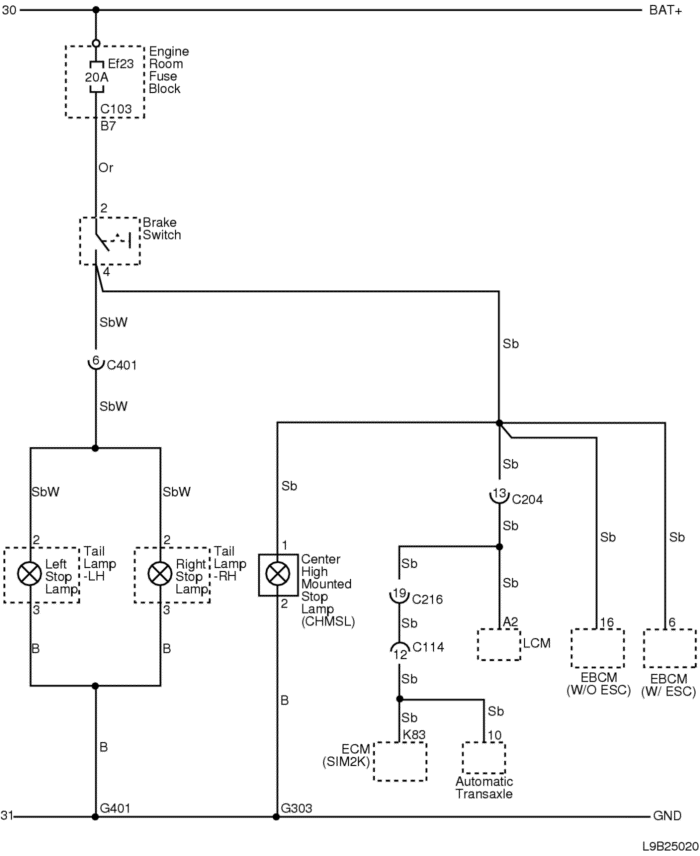 30
BAT+
Engine
Room
Fuse
Block
Ef23
20A
C103
B7
Or
2
Brake
Switch
4
SbW
Sb
6
C401
SbW
SbW
SbW
Sb
Sb
13
C204
Sb
Sb
Sb
2
Left
Stop
Lamp
Tail
Lamp
-LH
3
2
Right
Stop
Lamp
Tail
Lamp
-RH
3
1
Center
High
Mounted
Stop
Lamp
(CHMSL)
2
Sb
19
C216
Sb
12
C114
Sb
Sb
A2
LCM
16
EBCM
(W/O ESC)
6
EBCM
(W/ ESC)
B
B
B
Sb
Sb
K83
ECM
(SIM2K)
10
Automatic
Transaxle
B
31
G401
G303
GND
L9B25020